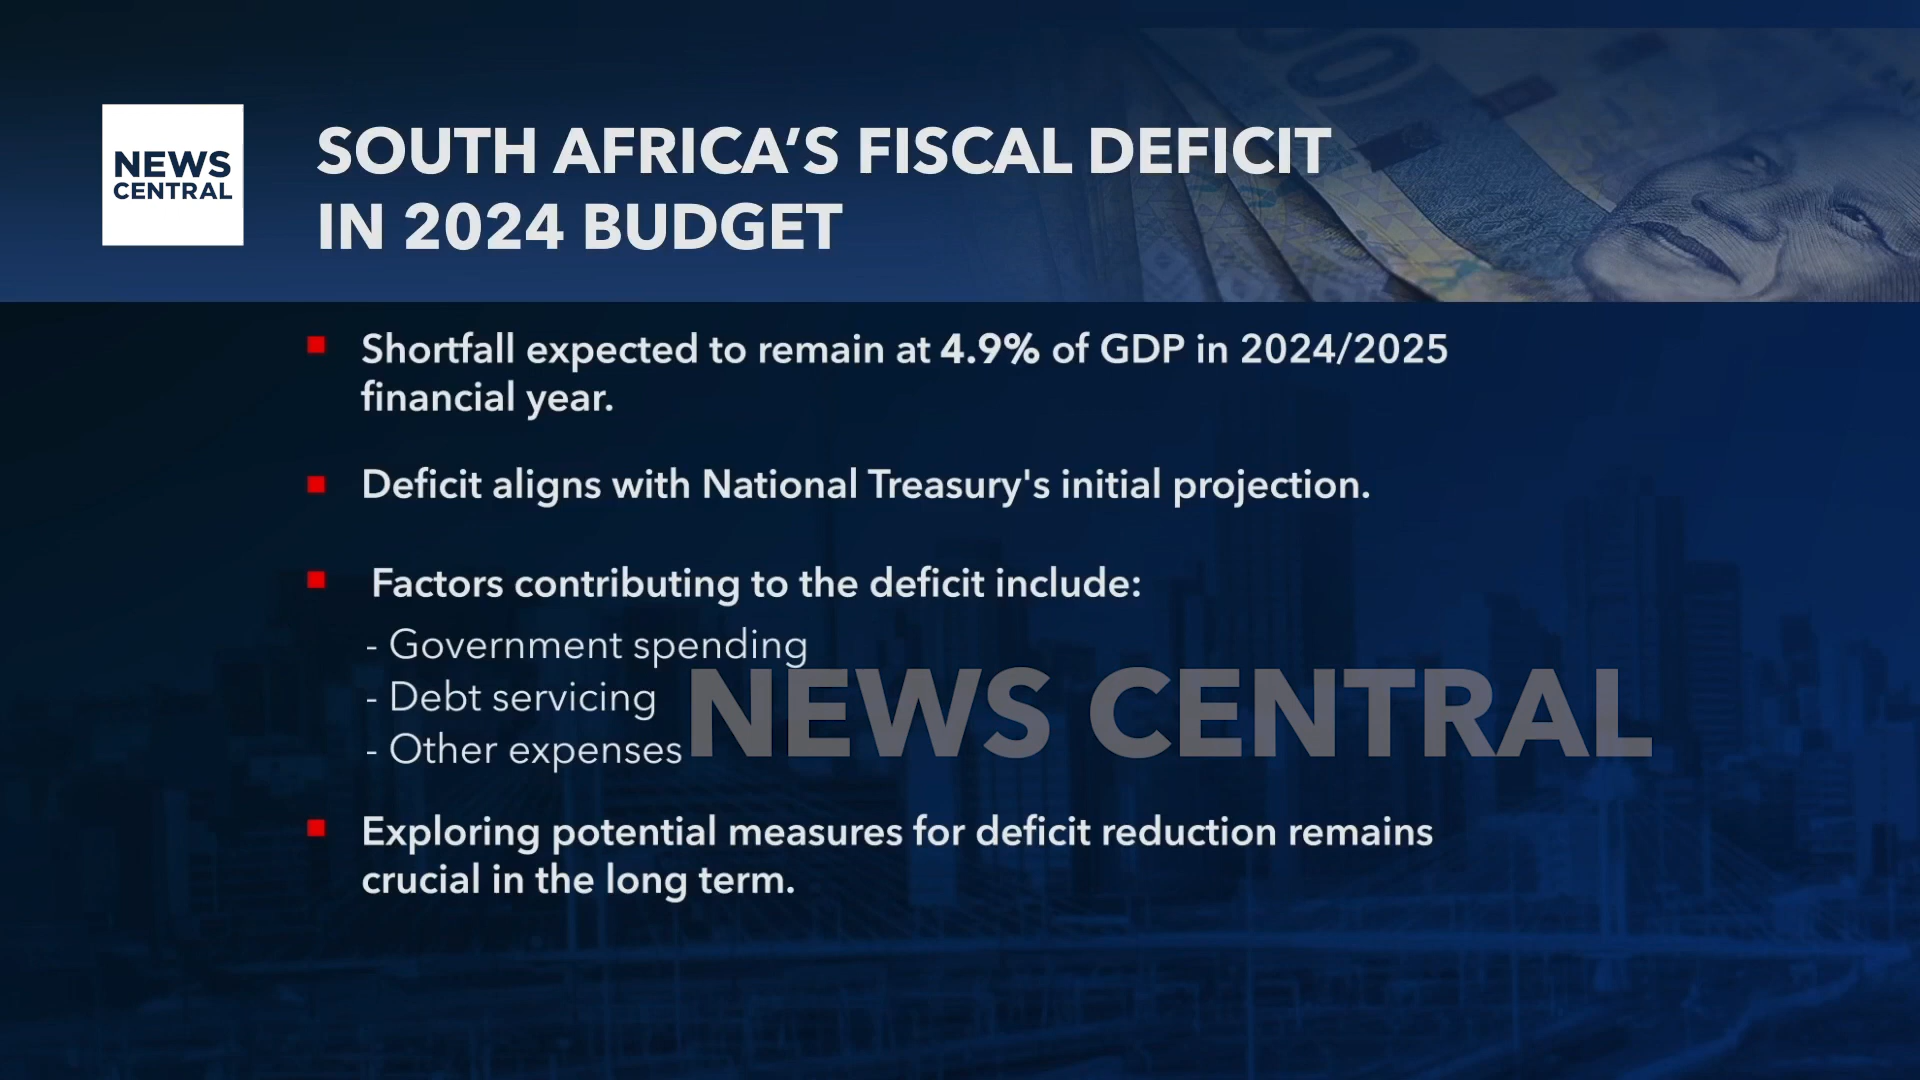 NEWS
CENTRAL
SOUTH AFRICA’S FISCAL DEFICIT
IN 2024 BUDGET
Shortfall expected to remain at 4.9% of GDP in 2024/2025
financial year.
Deficit aligns with National Treasury's initial projection.
Factors contributing to the deficit include:
- Government spending
- Debt servicing
- Other expenses
NEWS CENTRAL
Exploring potential measures for deficit reduction remains
crucial in the long term.